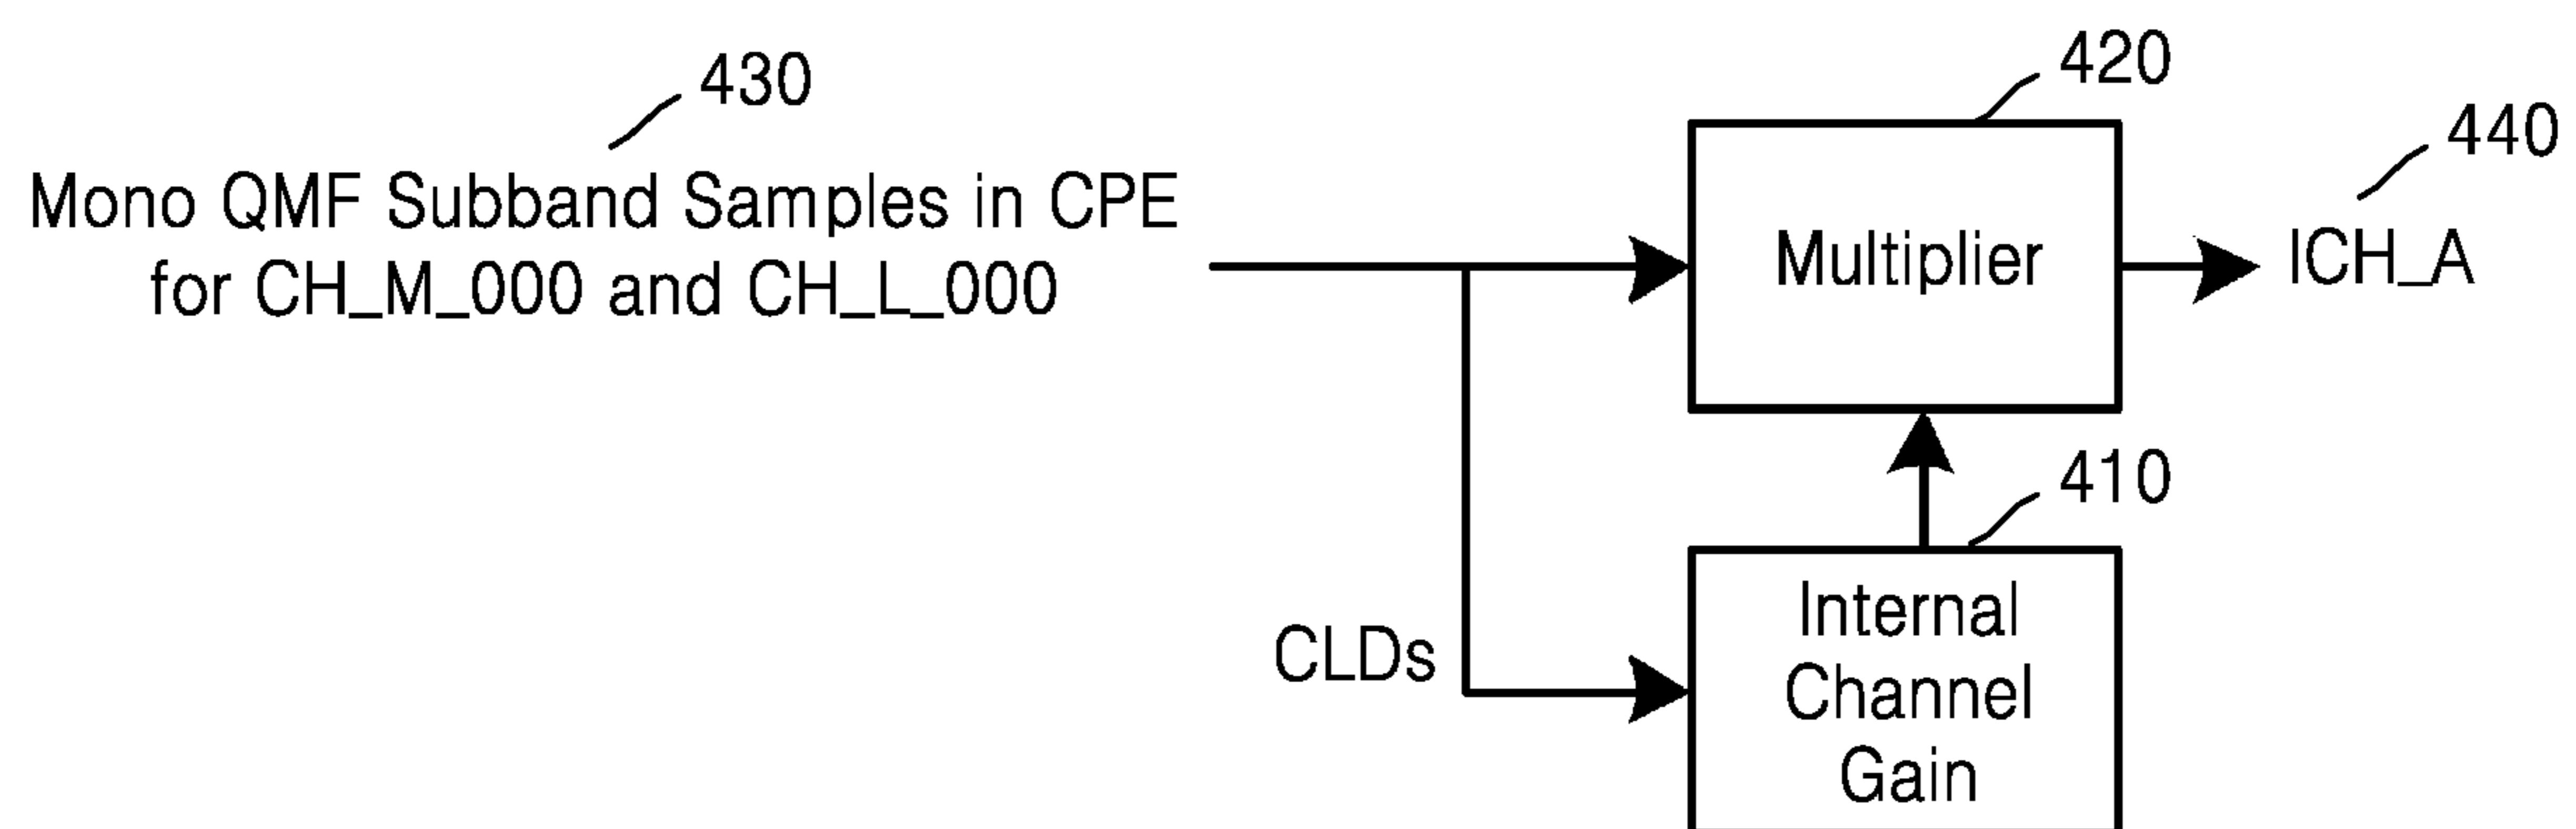 430
Mono QMF Subband Samples in CPE
for CH_M_000 and CH_L_000
420
Multiplier
440
ICH_A
CLDs
410
Internal
Channel
Gain